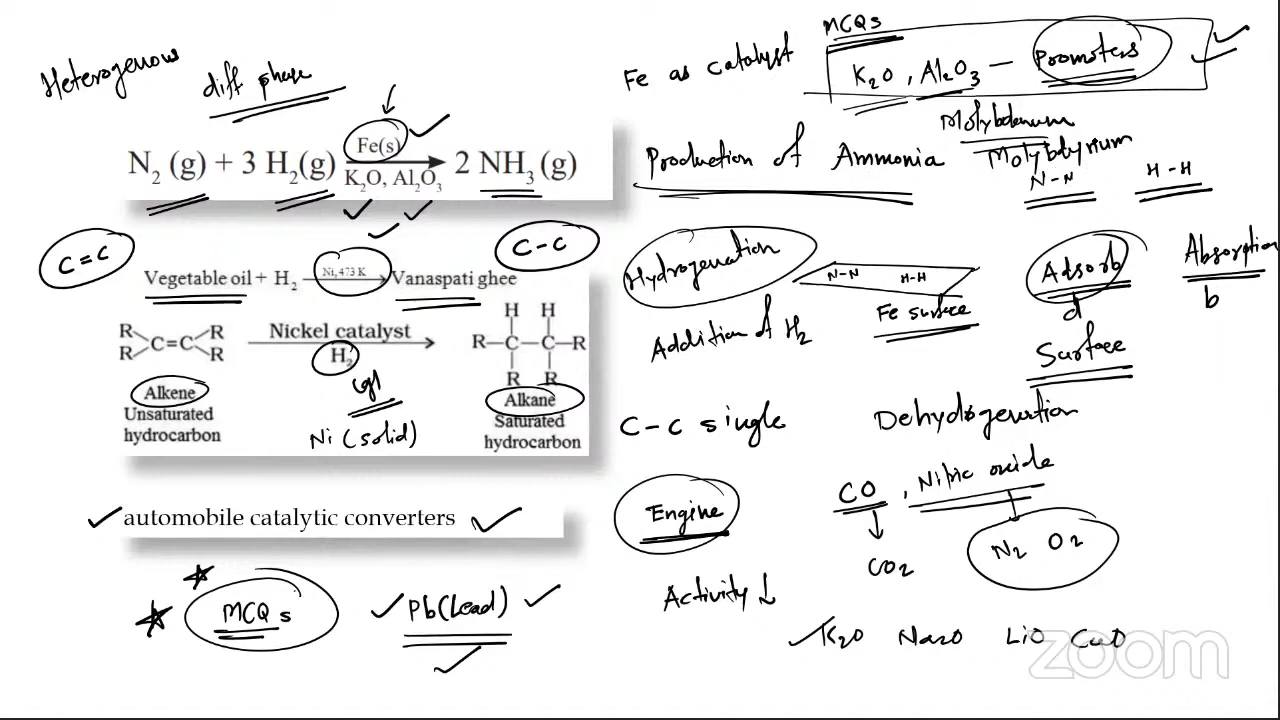 Heterogenous
diff phase
N₂ (g) + 3 H₂(g) Fe(s) K₂O, Al₂O₃ 2 NH₃ (g)
C=C
C-C
Vegetable oil + H₂ Ni, 473 K Vanaspati ghee
R R C=C R R
Nickel catalyst
H₂
(g)
Ni (solid)
H H
R—C—C—R
R R
Alkene
Unsaturated
hydrocarbon
Alkane
Saturated
hydrocarbon
automobile catalytic converters
MCQs
Pb(Lead)
MCQs
Fe as catalyst
K₂O, Al₂O₃ — Promoters
Molybdenum
Production of Ammonia
Molybdynum
N-N H-H
Hydrogenation
Addition of H₂
N-N H-H
Fe surface
Adsorb
d
Surface
Absorption
b
C-C single
Dehydogenation
Engine
CO, Nitric oxide
CO₂
N₂ O₂
Activity ↓
K₂O Na₂O LiO CuO
zoom